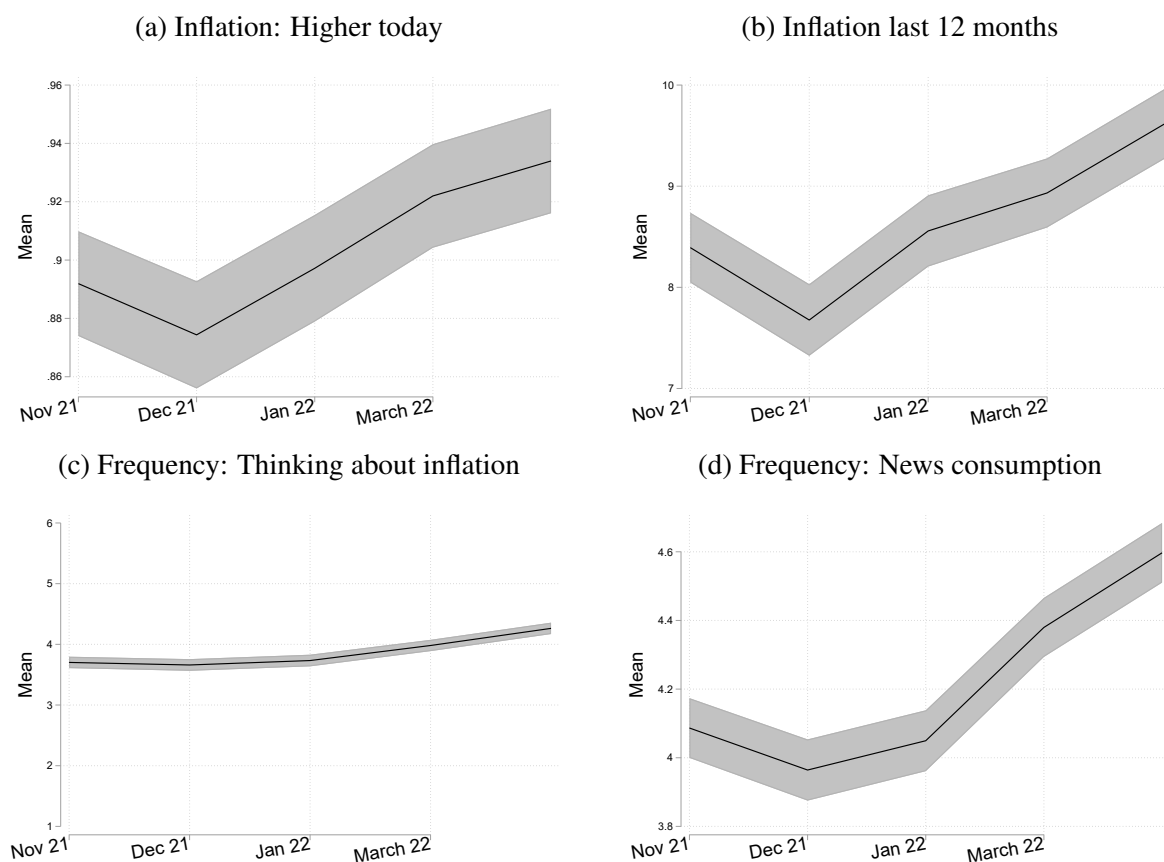 (a) Inflation: Higher today
.96
.94
.92
.9
.88
.86
Mean
Nov 21
Dec 21
Jan 22
March 22
(b) Inflation last 12 months
10
9
8
7
Mean
Nov 21
Dec 21
Jan 22
March 22
(c) Frequency: Thinking about inflation
6
5
4
3
2
1
Mean
Nov 21
Dec 21
Jan 22
March 22
(d) Frequency: News consumption
4.6
4.4
4.2
4
3.8
Mean
Nov 21
Dec 21
Jan 22
March 22